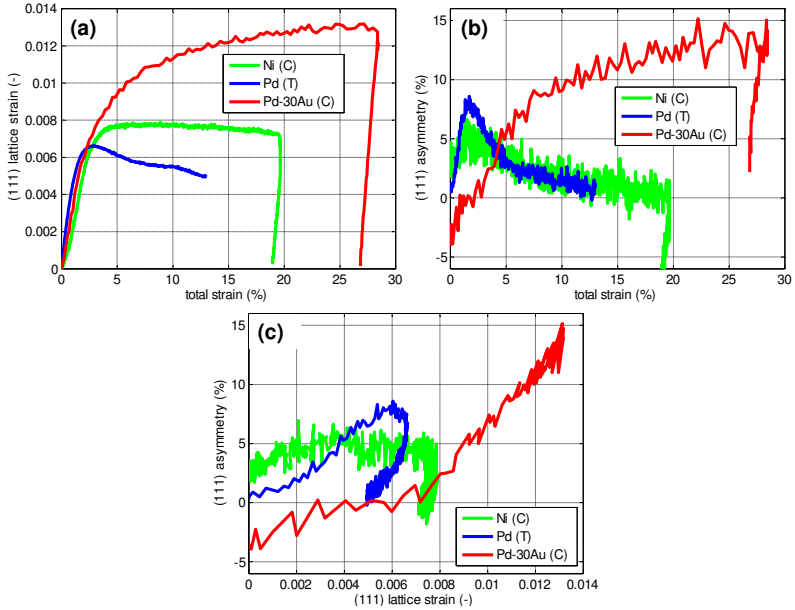 (a)
(111) lattice strain (-)
0.014
0.012
0.01
0.008
0.006
0.004
0.002
0
Ni (C)
Pd (T)
Pd-30Au (C)
0 5 10 15 20 25 30
total strain (%)
(b)
(111) asymmetry (%)
15
10
5
0
-5
Ni (C)
Pd (T)
Pd-30Au (C)
0 5 10 15 20 25 30
total strain (%)
(c)
(111) asymmetry (%)
15
10
5
0
-5
Ni (C)
Pd (T)
Pd-30Au (C)
0 0.002 0.004 0.006 0.008 0.01 0.012 0.014
(111) lattice strain (-)